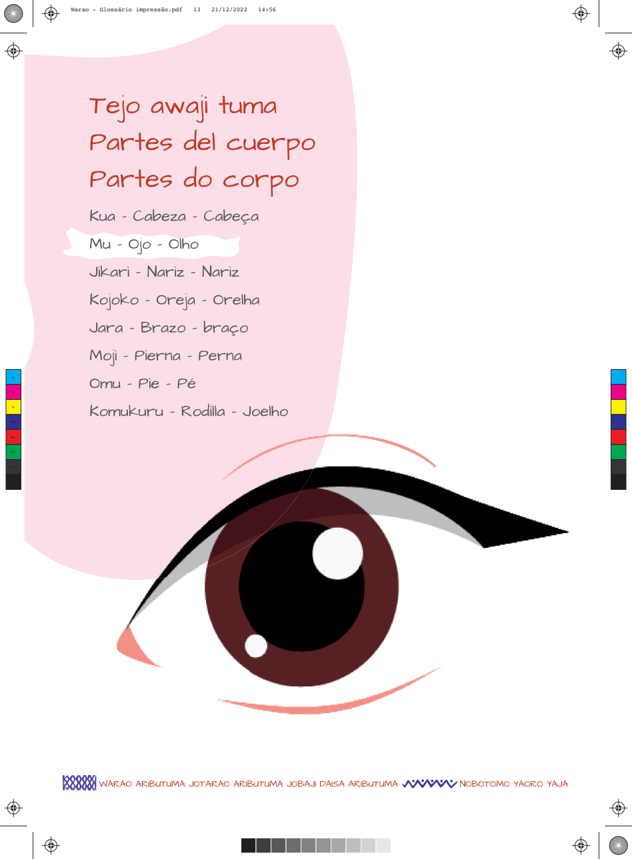 Warao - Glossário impressão.pdf 13 21/12/2022 14:56
Tejo awaji tuma
Partes del cuerpo
Partes do corpo
Kua - Cabeza - Cabeça
Mu - Ojo - Olho
Jikari - Nariz - Nariz
Kojoko - Oreja - Orelha
Jara - Brazo - braço
Moji - Pierna - Perna
Omu - Pie - Pé
Komukuru - Rodilla - Joelho
WARAO ARIBUTUMA JOTARAO ARIBUTUMA JOBAJI DAISA ARIBUTUMA NOBOTOMO YAORO YAJA